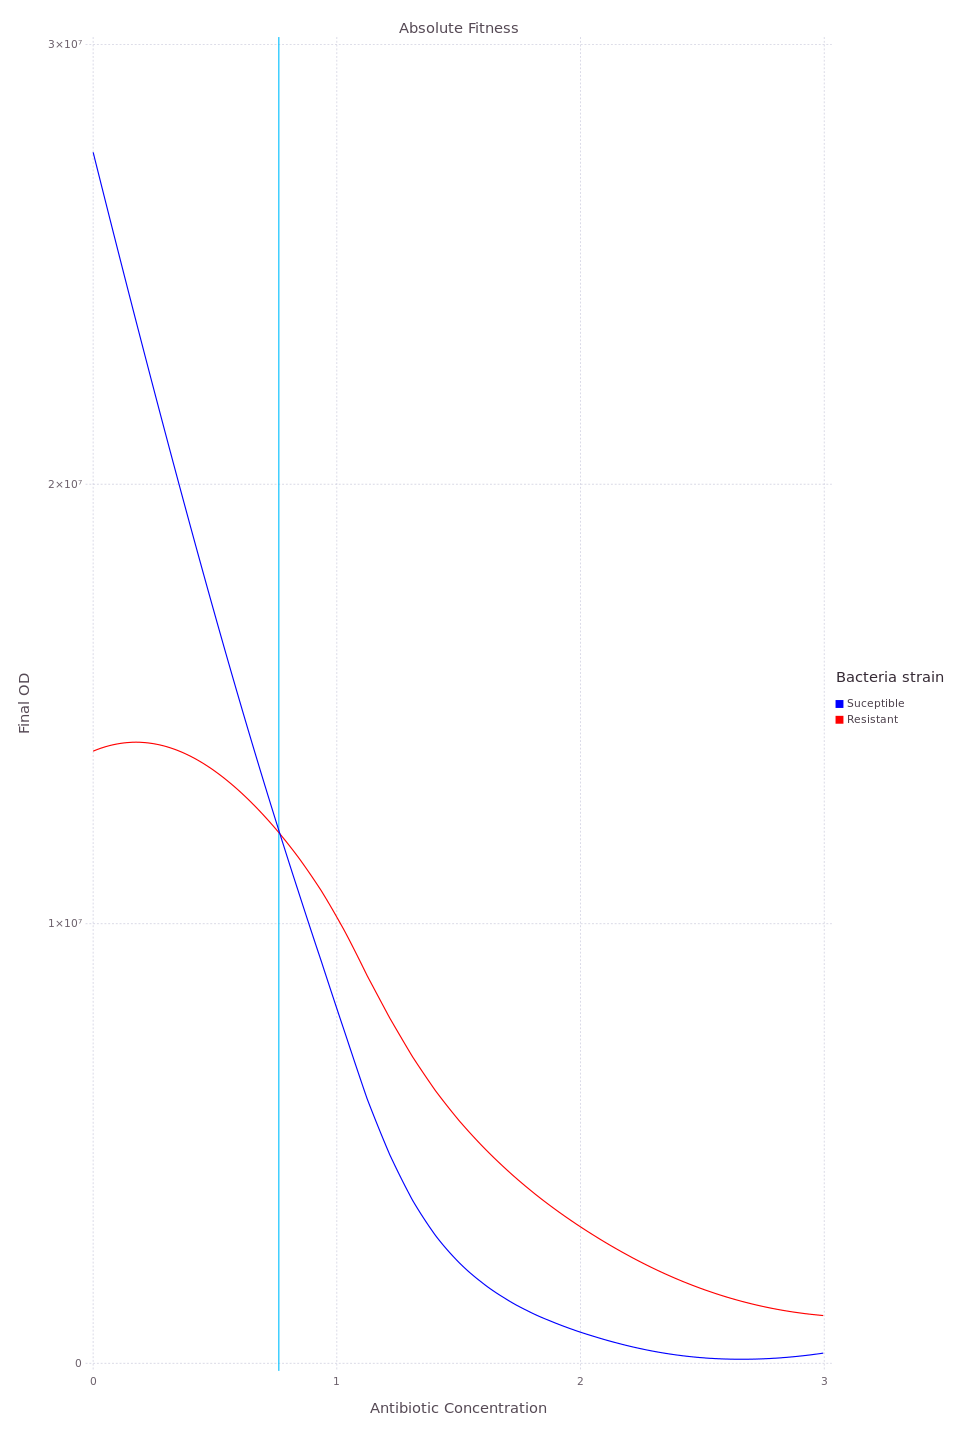 Absolute Fitness
3×10⁷
2×10⁷
1×10⁷
0
Final OD
0 1 2 3
Antibiotic Concentration
Bacteria strain
Suceptible
Resistant